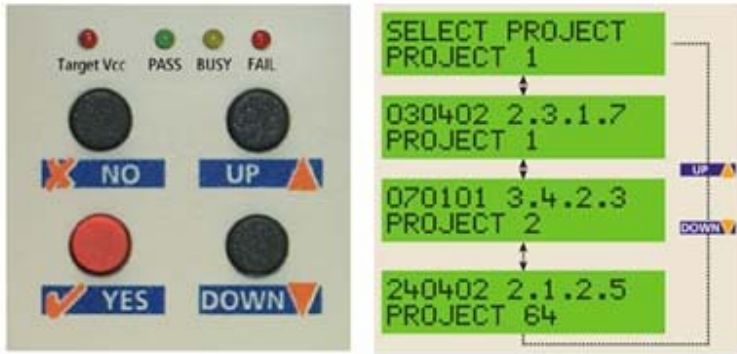 Target Vcc PASS BUSY FAIL
NO UP
YES DOWN
SELECT PROJECT
PROJECT 1
030402 2.3.1.7
PROJECT 1
070101 3.4.2.3
PROJECT 2
240402 2.1.2.5
PROJECT 64
UP
DOWN